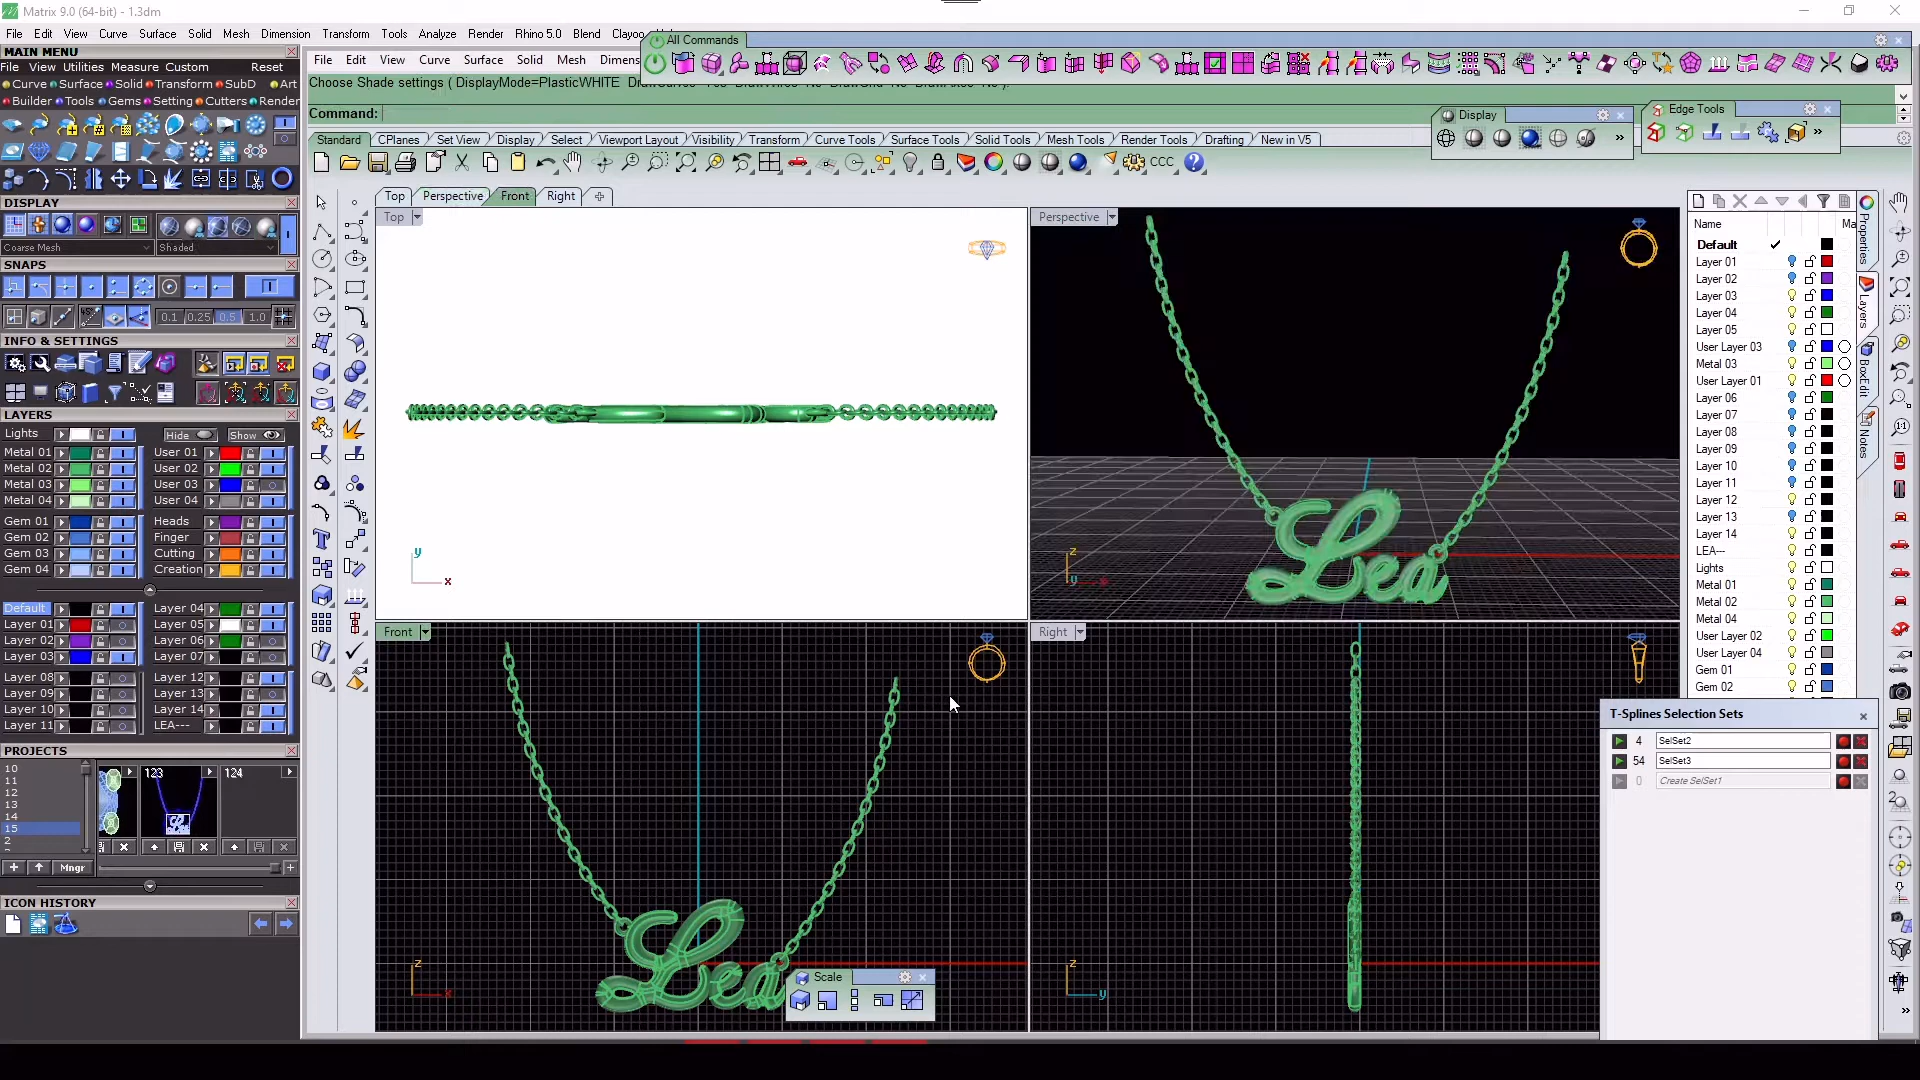 Matrix 9.0 (64-bit) - 1.3dm
File Edit View Curve Surface Solid Mesh Dimension Transform Tools Analyze Render Rhino 5.0 Blend Clayoo
MAIN MENU
File View Utilities Measure Custom Reset
Curve Surface Solid Transform SubD Art
Builder Tools Gems Setting Cutters Render
DISPLAY
Coarse Mesh Shaded
SNAPS
0.1 0.25 0.5 1.0
INFO & SETTINGS
LAYERS
Lights Hide Show
Metal 01 User 01
Metal 02 User 02
Metal 03 User 03
Metal 04 User 04
Gem 01 Heads
Gem 02 Finger
Gem 03 Cutting
Gem 04 Creation
Default Layer 04
Layer 01 Layer 05
Layer 02 Layer 06
Layer 03 Layer 07
Layer 08 Layer 12
Layer 09 Layer 13
Layer 10 Layer 14
Layer 11 LEA---
PROJECTS
10
11
12
13
14
15
2
123 124
Mngr
ICON HISTORY
File Edit View Curve Surface Solid Mesh Dimens
All Commands
Choose Shade settings ( DisplayMode=PlasticWHITE
Command:
Standard CPlanes Set View Display Select Viewport Layout Visibility Transform Curve Tools Surface Tools Solid Tools Mesh Tools Render Tools Drafting New in V5
CCC
Display
Edge Tools
Top Perspective Front Right
Top
y
x
Perspective
z
y
Lea
Front
z
x
Lea
Scale
Right
z
y
Name Ma
Default
Layer 01
Layer 02
Layer 03
Layer 04
Layer 05
User Layer 03
Metal 03
User Layer 01
Layer 06
Layer 07
Layer 08
Layer 09
Layer 10
Layer 11
Layer 12
Layer 13
Layer 14
LEA---
Lights
Metal 01
Metal 02
Metal 04
User Layer 02
User Layer 04
Gem 01
Gem 02
Properties
Layers
BoxEdit
Notes
T-Splines Selection Sets
4 SelSet2
54 SelSet3
0 Create SelSet1